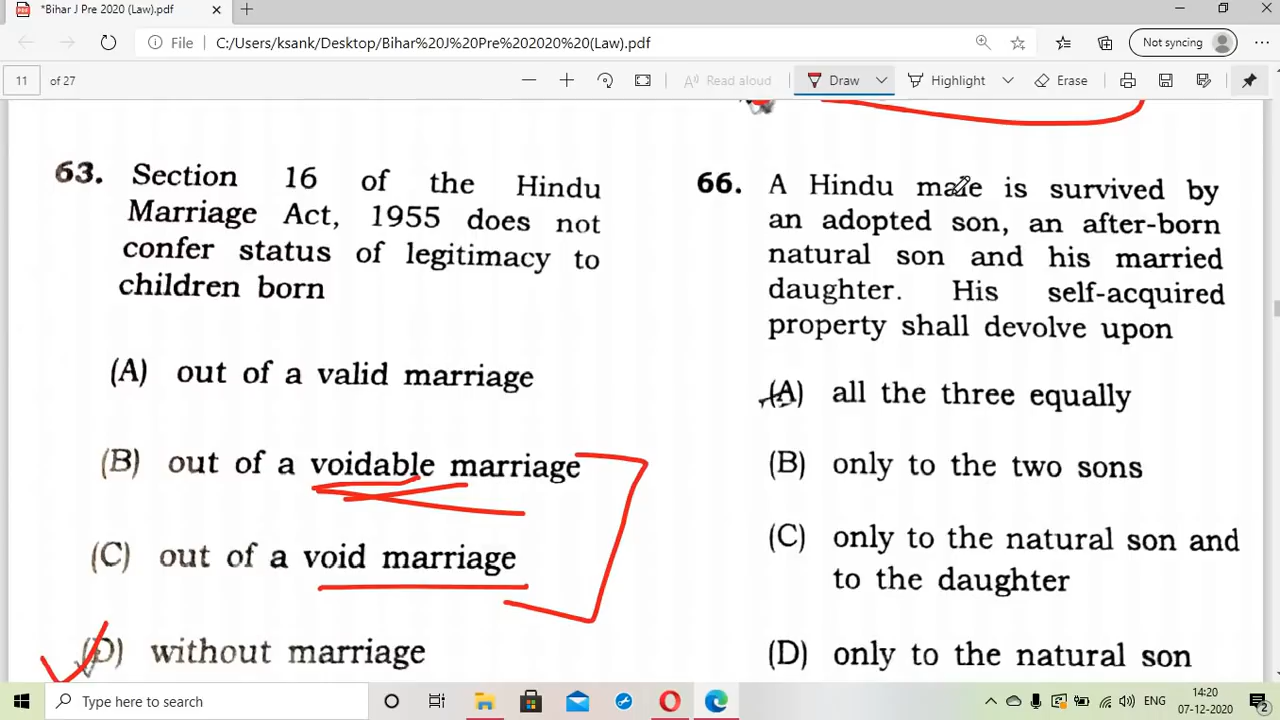 *Bihar J Pre 2020 (Law).pdf
File C:/Users/ksank/Desktop/Bihar%20J%20Pre%202020%20(Law).pdf
Not syncing
11 of 27
Read aloud
Draw
Highlight
Erase
63. Section 16 of the Hindu
Marriage Act, 1955 does not
confer status of legitimacy to
children born
(A) out of a valid marriage
(B) out of a voidable marriage
(C) out of a void marriage
(D) without marriage
66. A Hindu male is survived by
an adopted son, an after-born
natural son and his married
daughter. His self-acquired
property shall devolve upon
(A) all the three equally
(B) only to the two sons
(C) only to the natural son and
to the daughter
(D) only to the natural son
Type here to search
ENG
14:20
07-12-2020
2